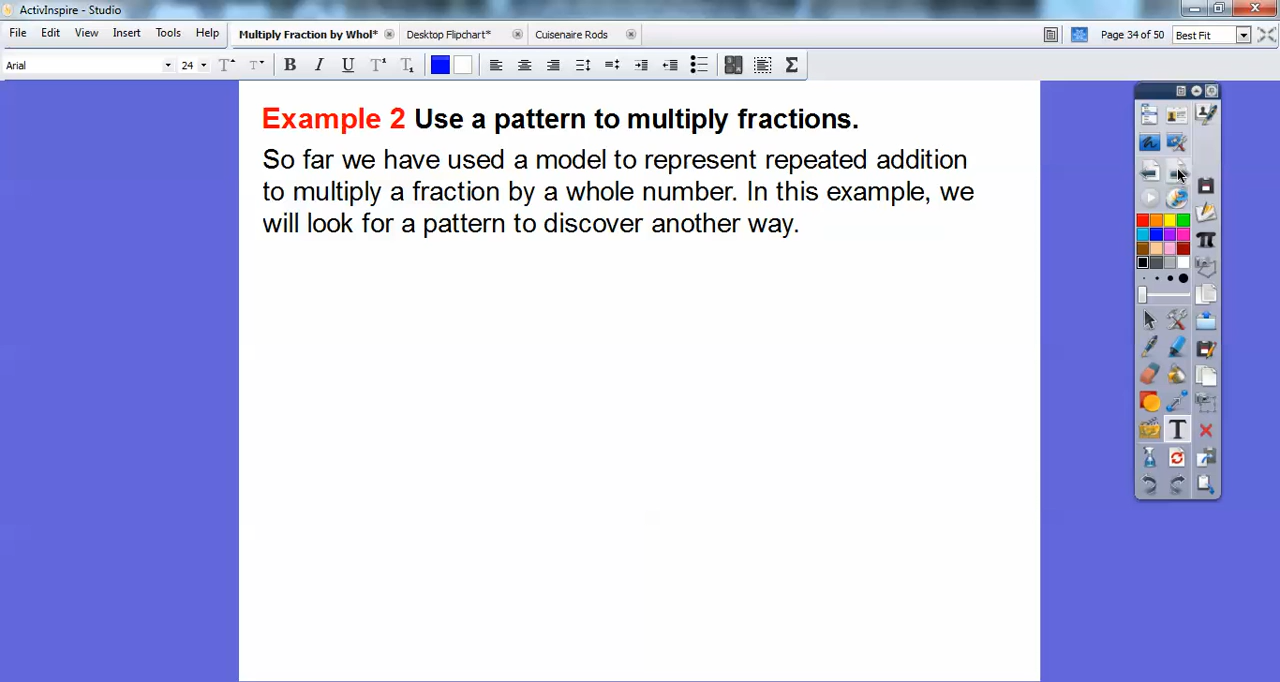 ActivInspire - Studio
File Edit View Insert Tools Help
Multiply Fraction by Whol* Desktop Flipchart* Cuisenaire Rods
Page 34 of 50 Best Fit
Arial 24 B I U T T Σ
Example 2 Use a pattern to multiply fractions.
So far we have used a model to represent repeated addition
to multiply a fraction by a whole number. In this example, we
will look for a pattern to discover another way.
T